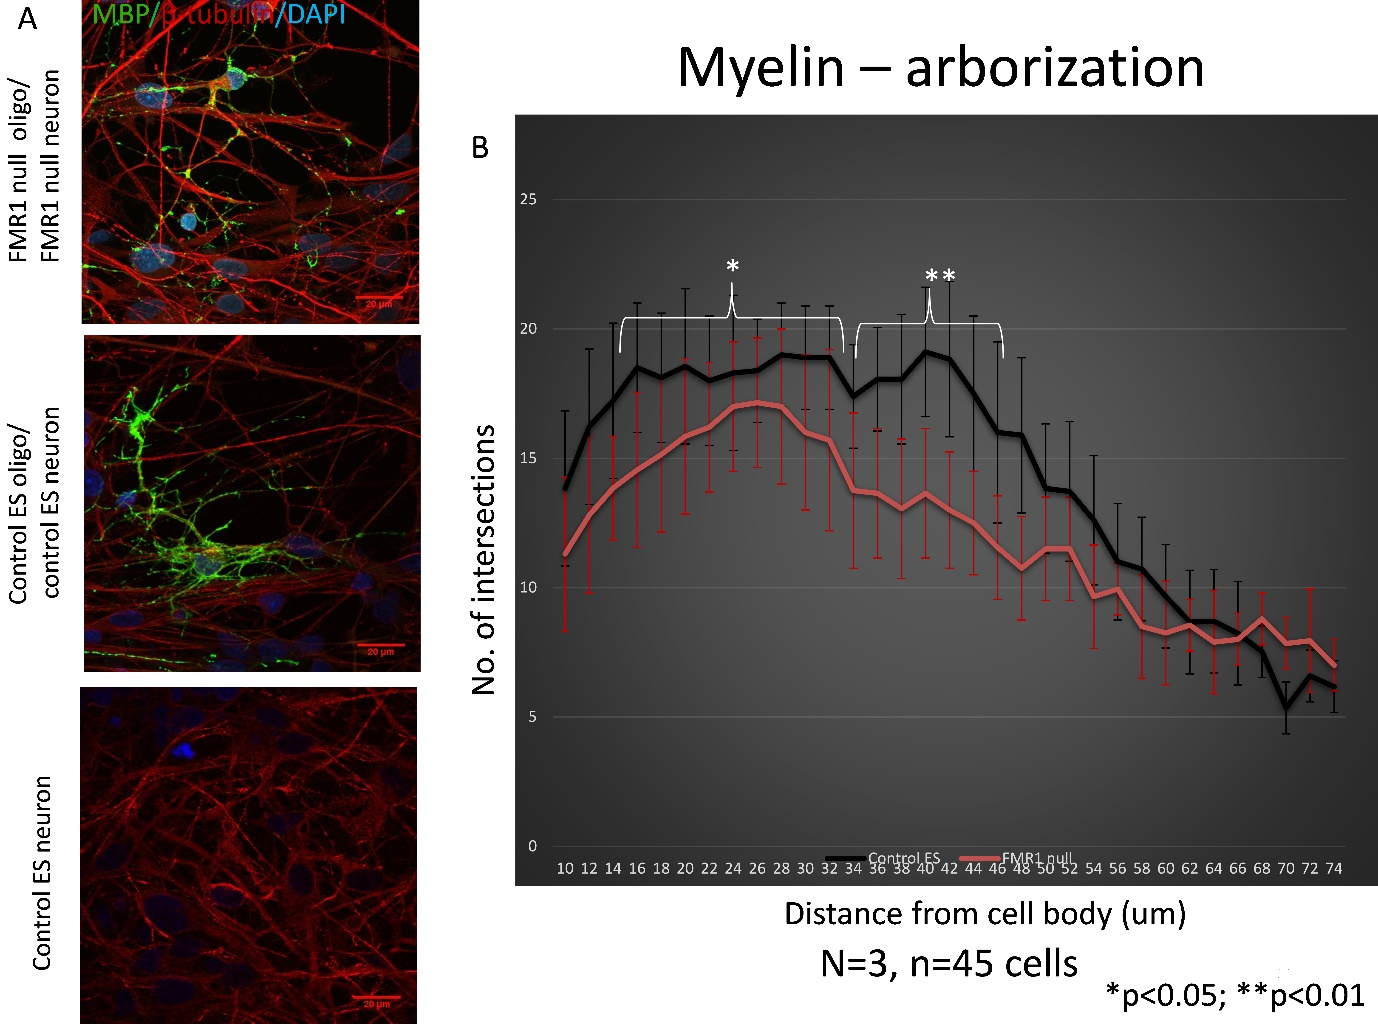 A
MBP/β-tubulin/DAPI
FMR1 null oligo/
FMR1 null neuron
20 μm
Control ES oligo/
control ES neuron
20 μm
Control ES neuron
20 μm
Myelin – arborization
B
25
20
15
10
5
0
*
**
No. of intersections
Control ES
FMR1 null
10 12 14 16 18 20 22 24 26 28 30 32 34 36 38 40 42 44 46 48 50 52 54 56 58 60 62 64 66 68 70 72 74
Distance from cell body (um)
N=3, n=45 cells
*p<0.05; **p<0.01